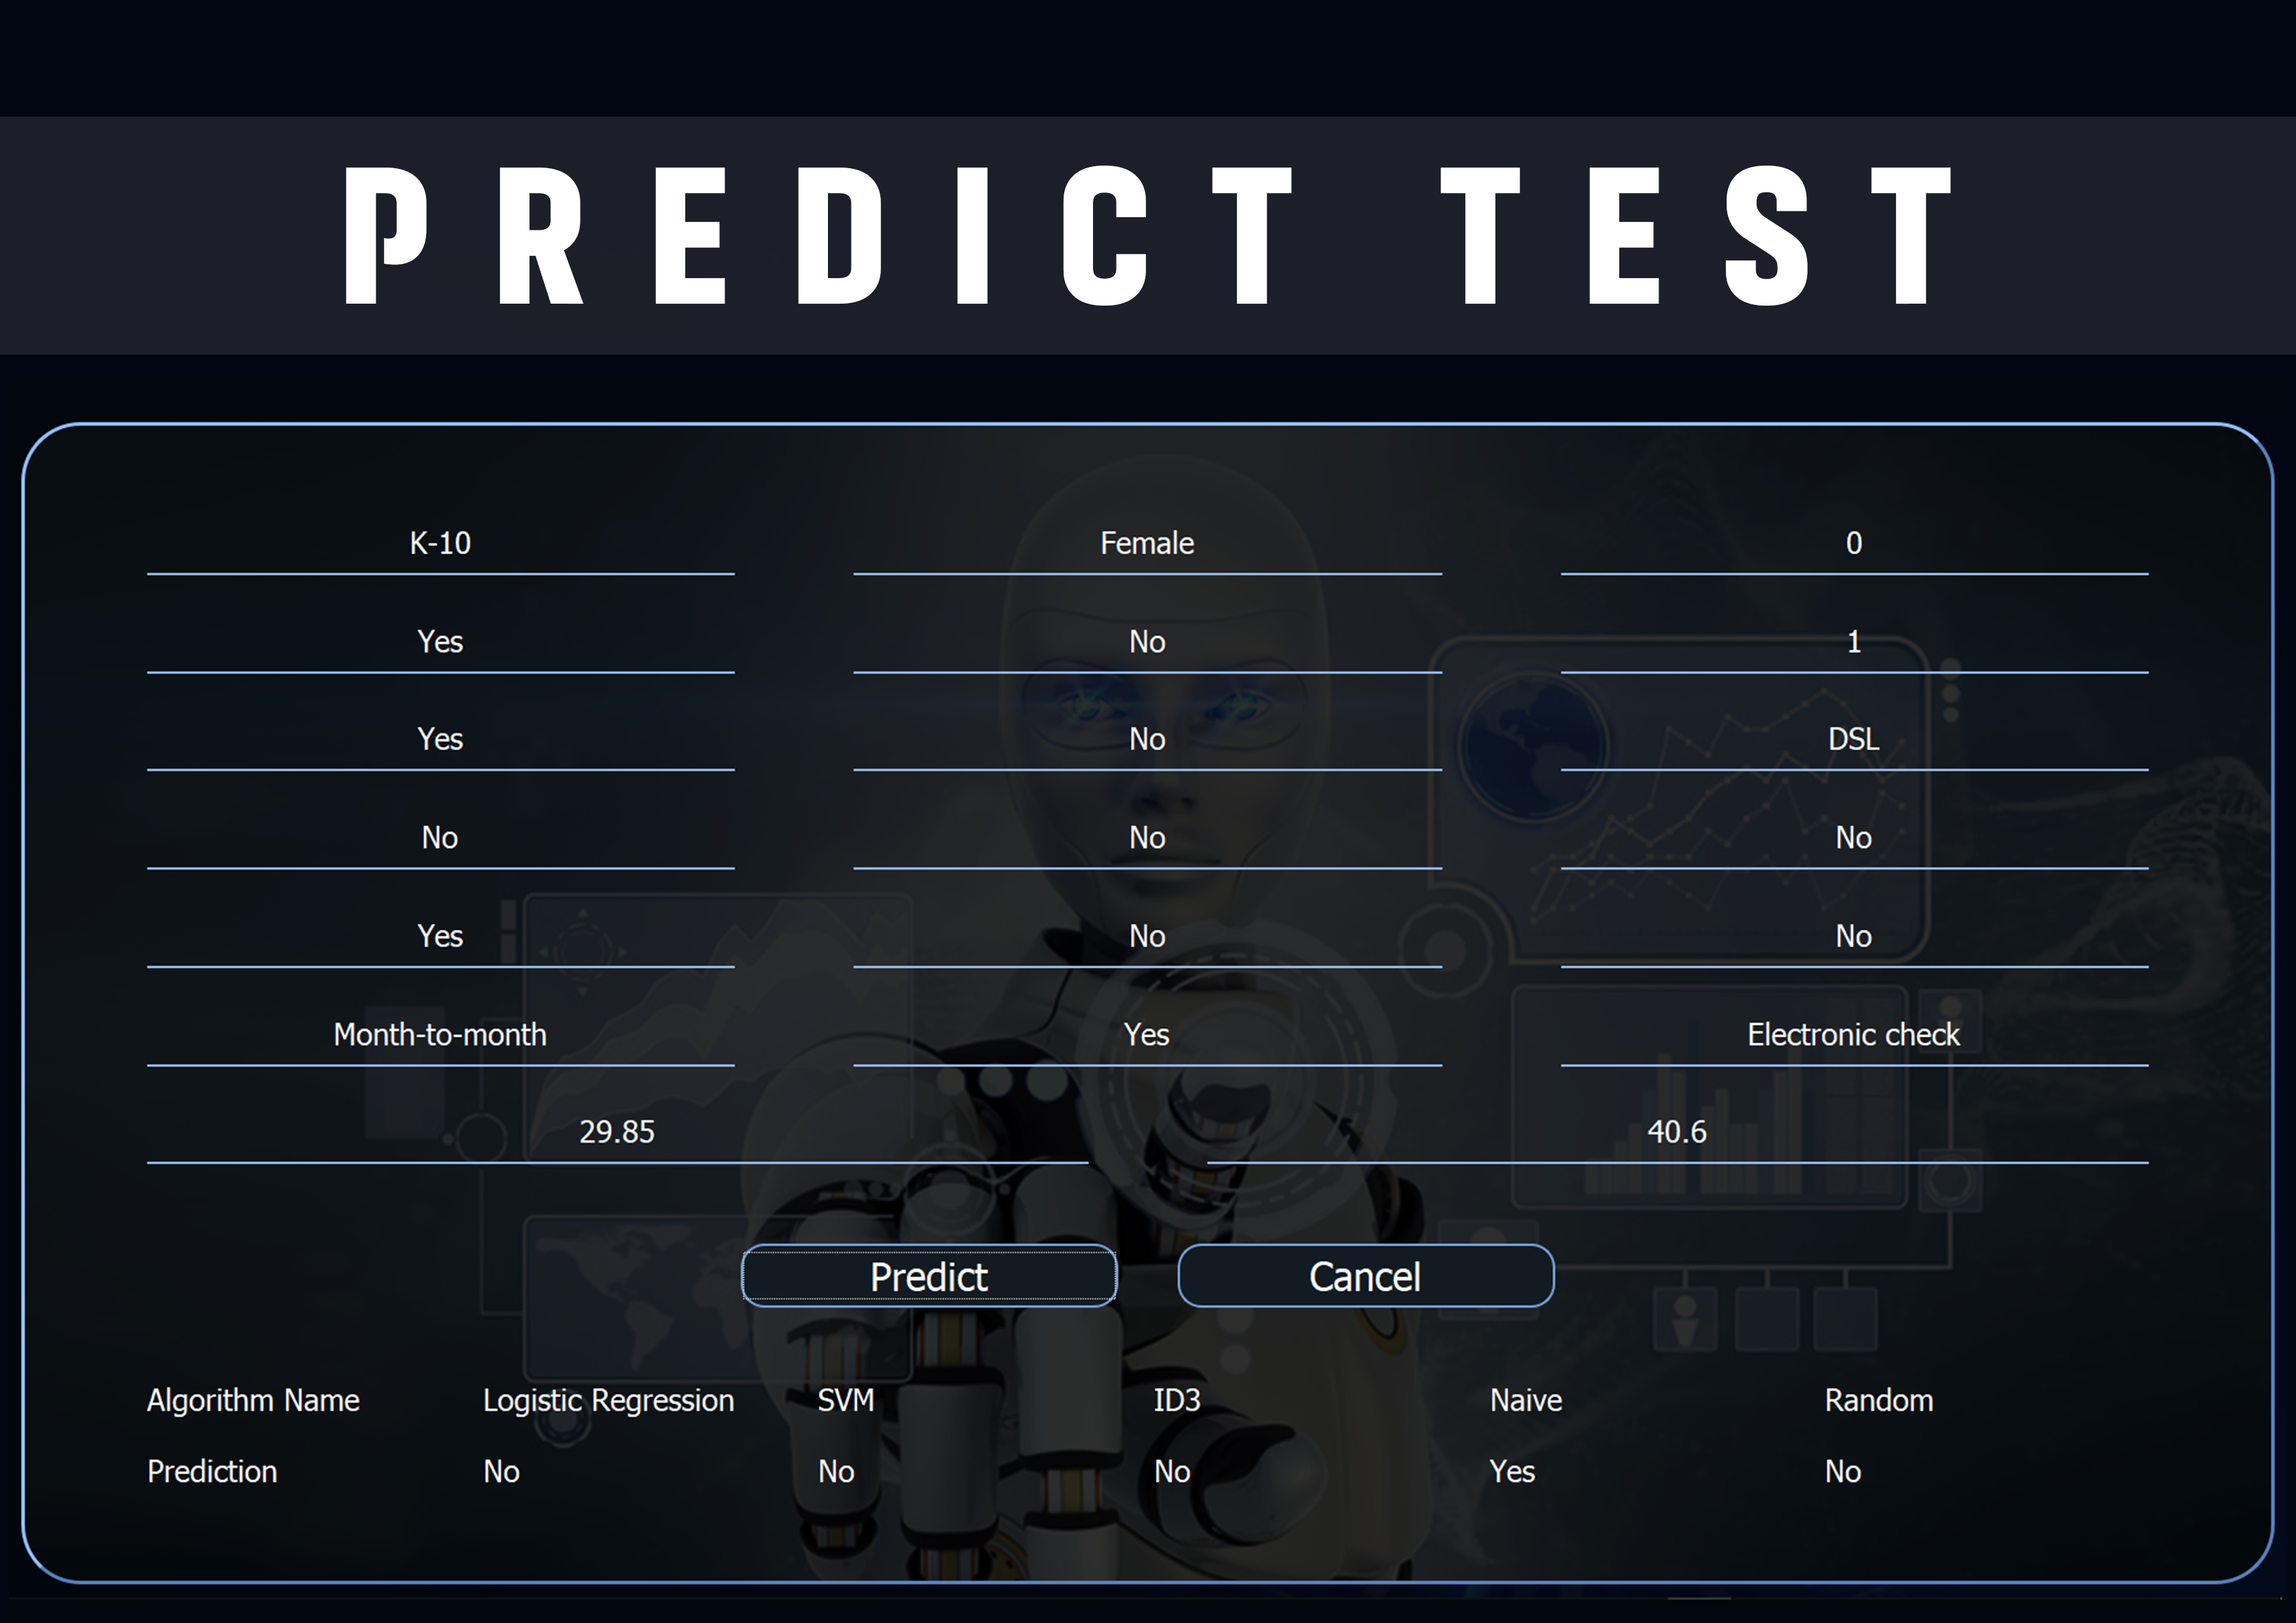 PREDICT TEST
K-10 Female 0
Yes No 1
Yes No DSL
No No No
Yes No No
Month-to-month Yes Electronic check
29.85 40.6
Predict Cancel
Algorithm Name Logistic Regression SVM ID3 Naive Random
Prediction No No No Yes No